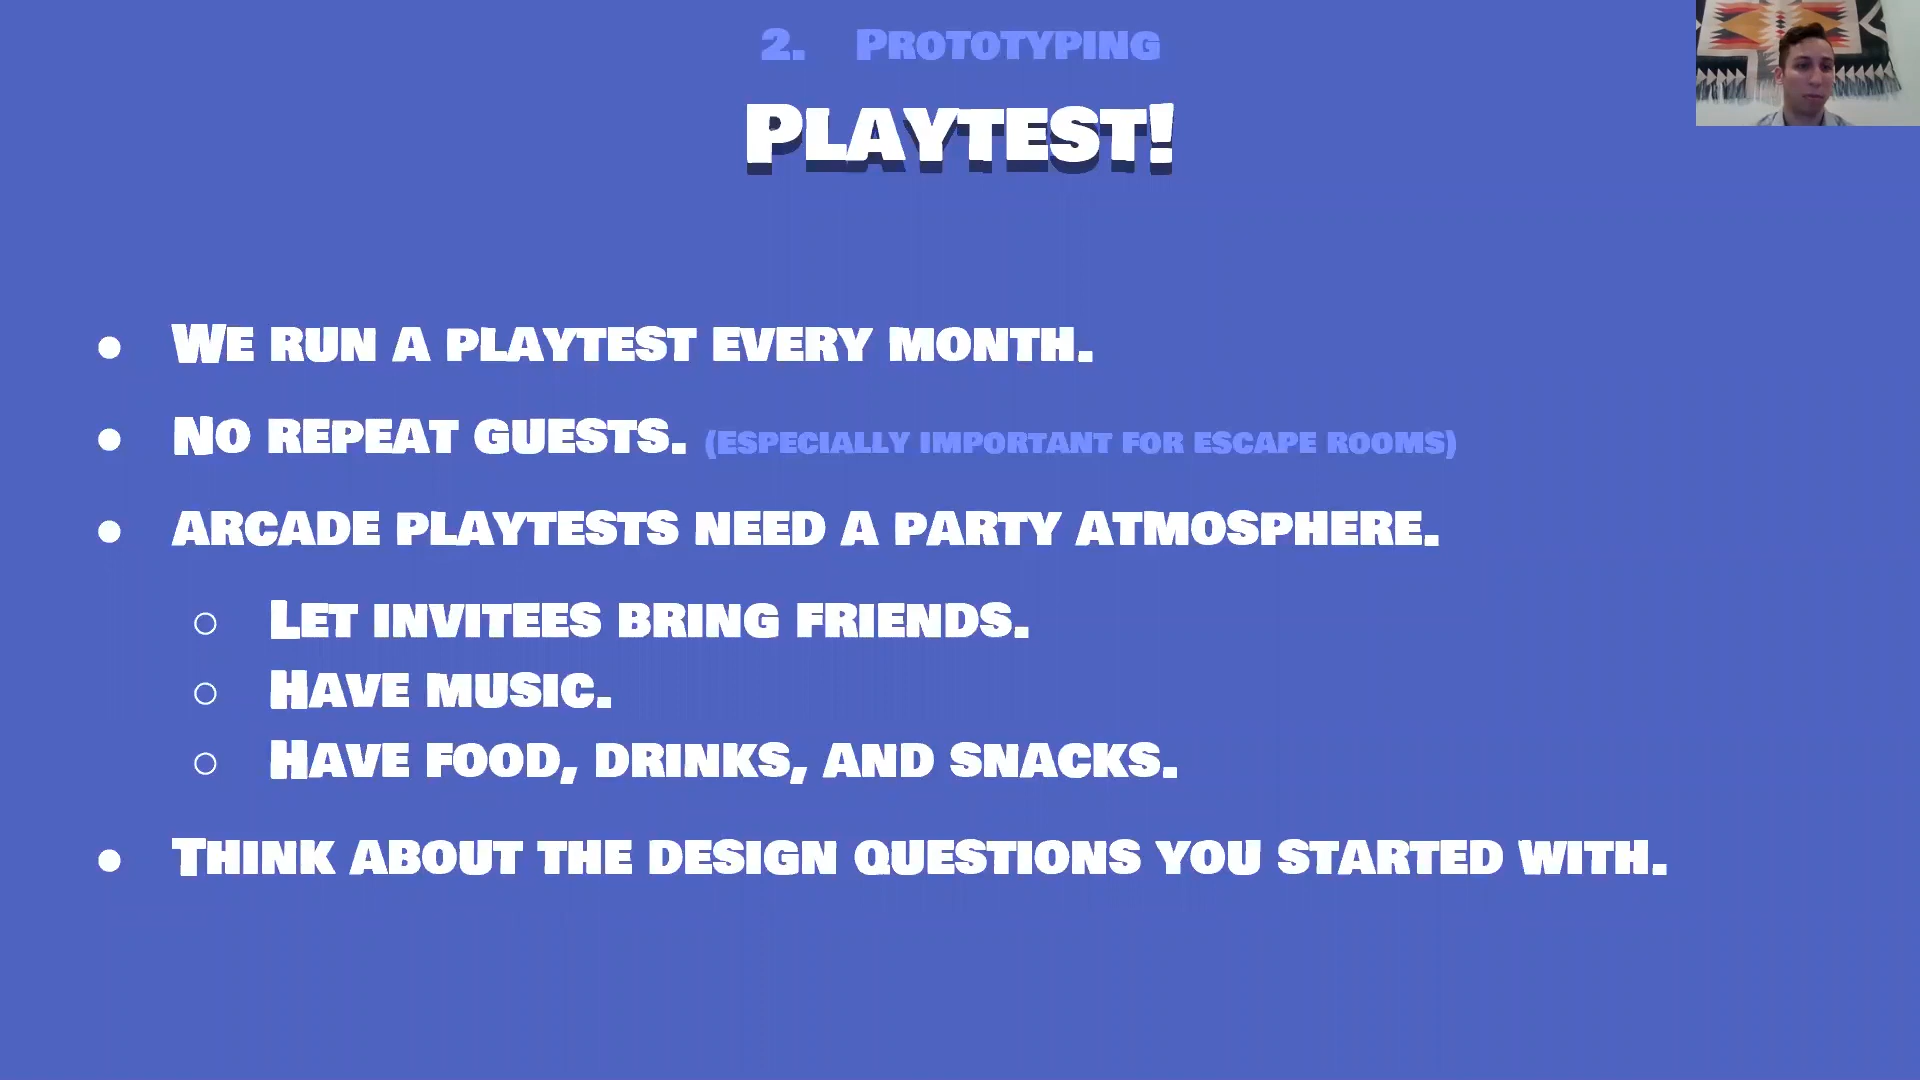 2. Prototyping
Playtest!
● We run a playtest every month.
● No repeat guests. (especially important for escape rooms)
● arcade playtests need a party atmosphere.
○ Let invitees bring friends.
○ Have music.
○ Have food, drinks, and snacks.
● Think about the design questions you started with.